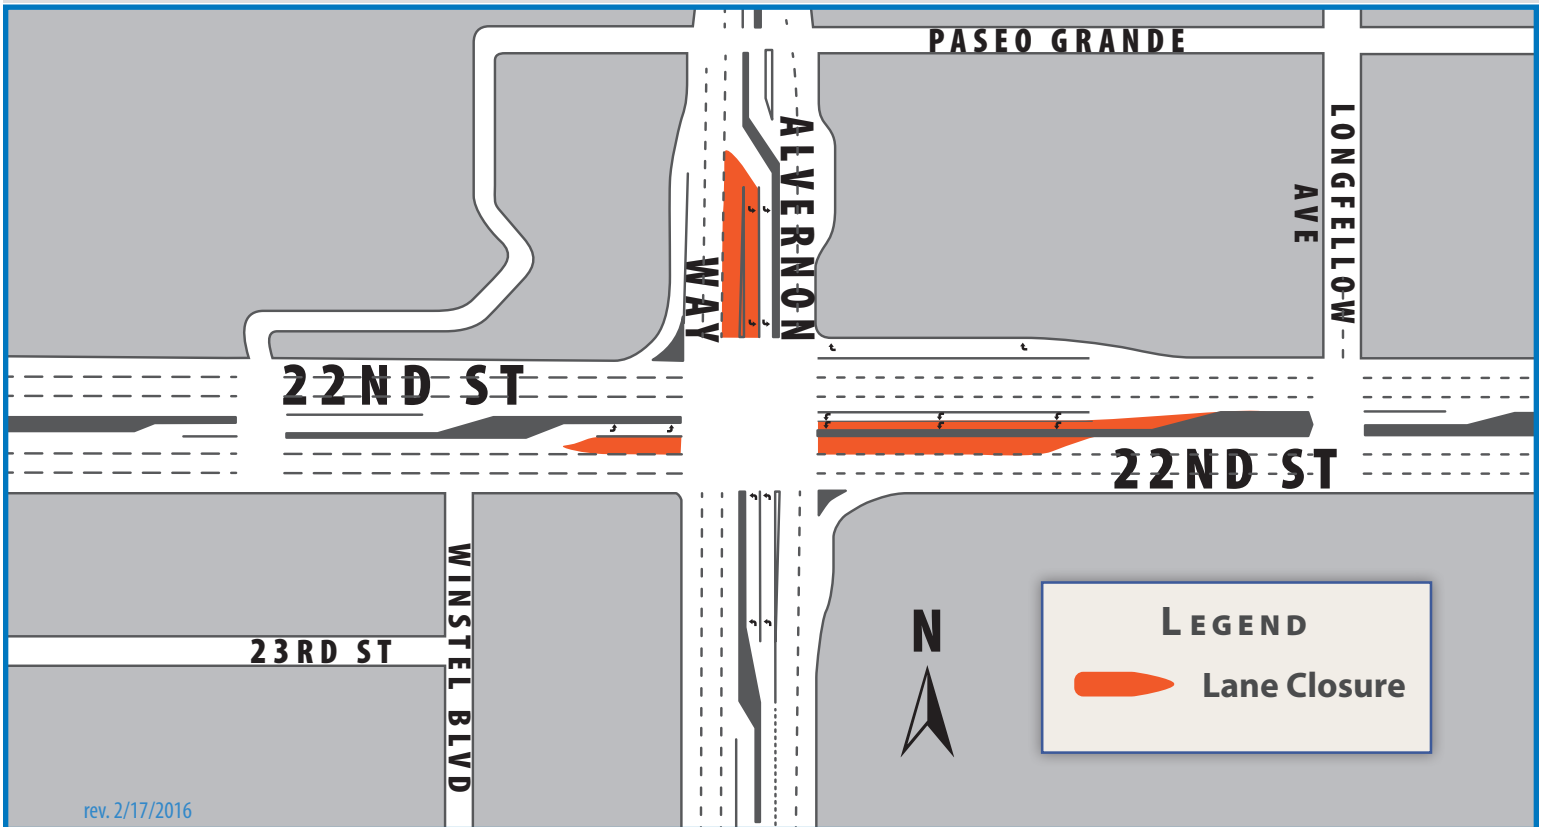 PASEO GRANDE
LONGFELLOW
AVE
ALVERNON
WAY
22ND ST
22ND ST
WINSTEL BLVD
23RD ST
N
LEGEND
Lane Closure
rev. 2/17/2016